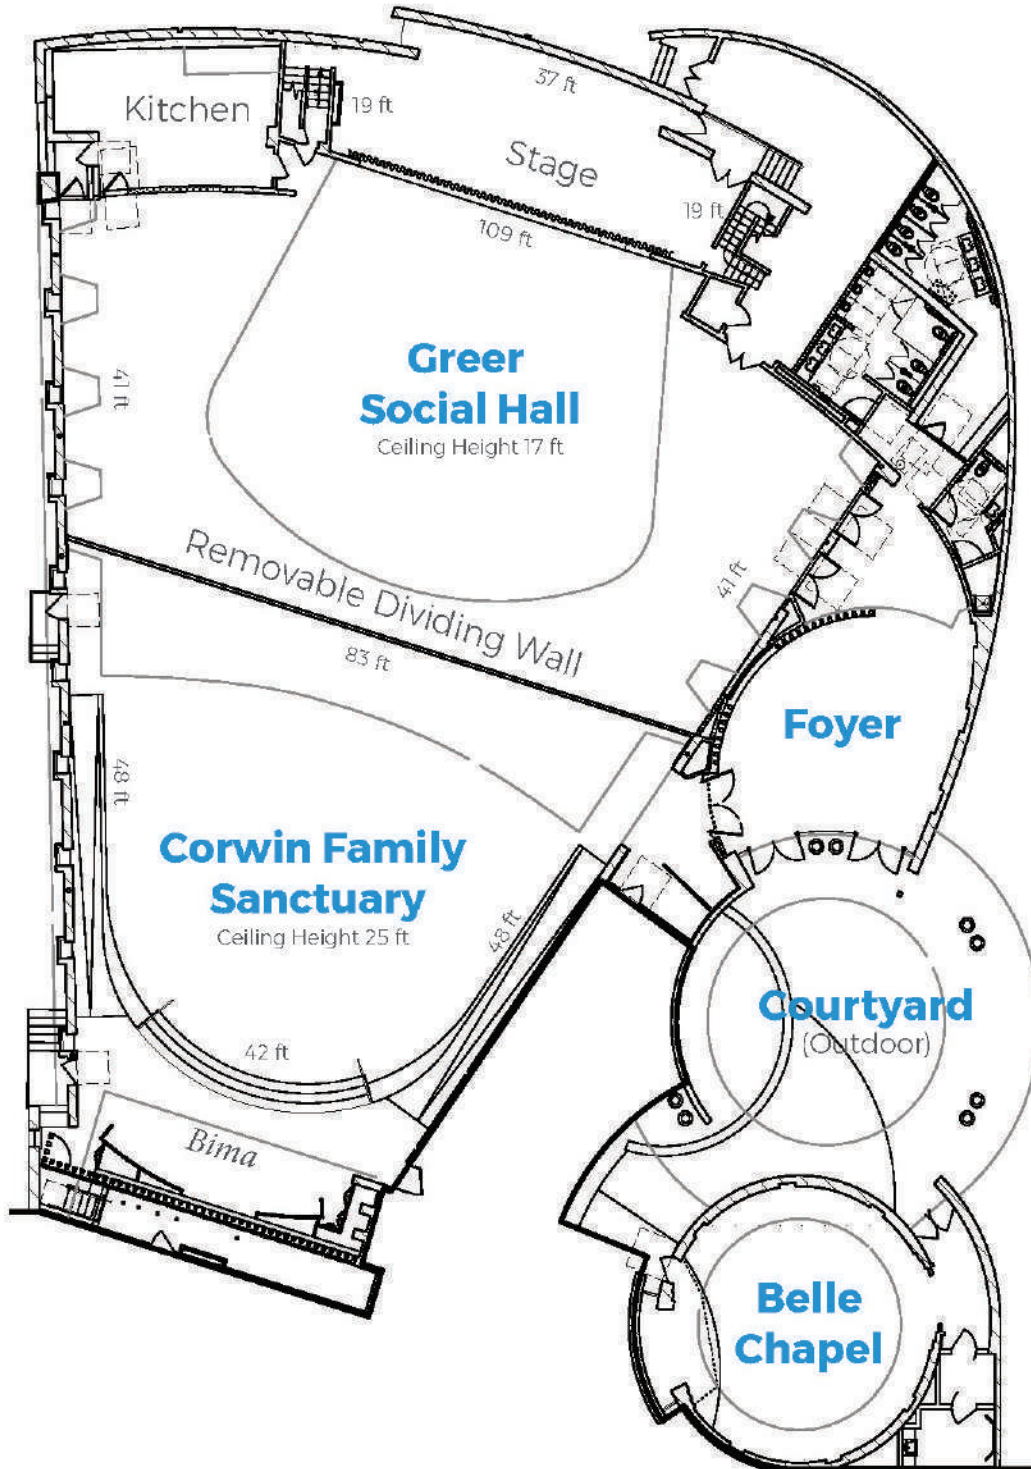 37 ft
Kitchen
19 ft
Stage
19 ft
109 ft
Greer
Social Hall
Ceiling Height 17 ft
41 ft
Removable Dividing Wall
41 ft
83 ft
Foyer
48 ft
Corwin Family
Sanctuary
Ceiling Height 25 ft
48 ft
Courtyard
(Outdoor)
42 ft
Bima
Belle
Chapel